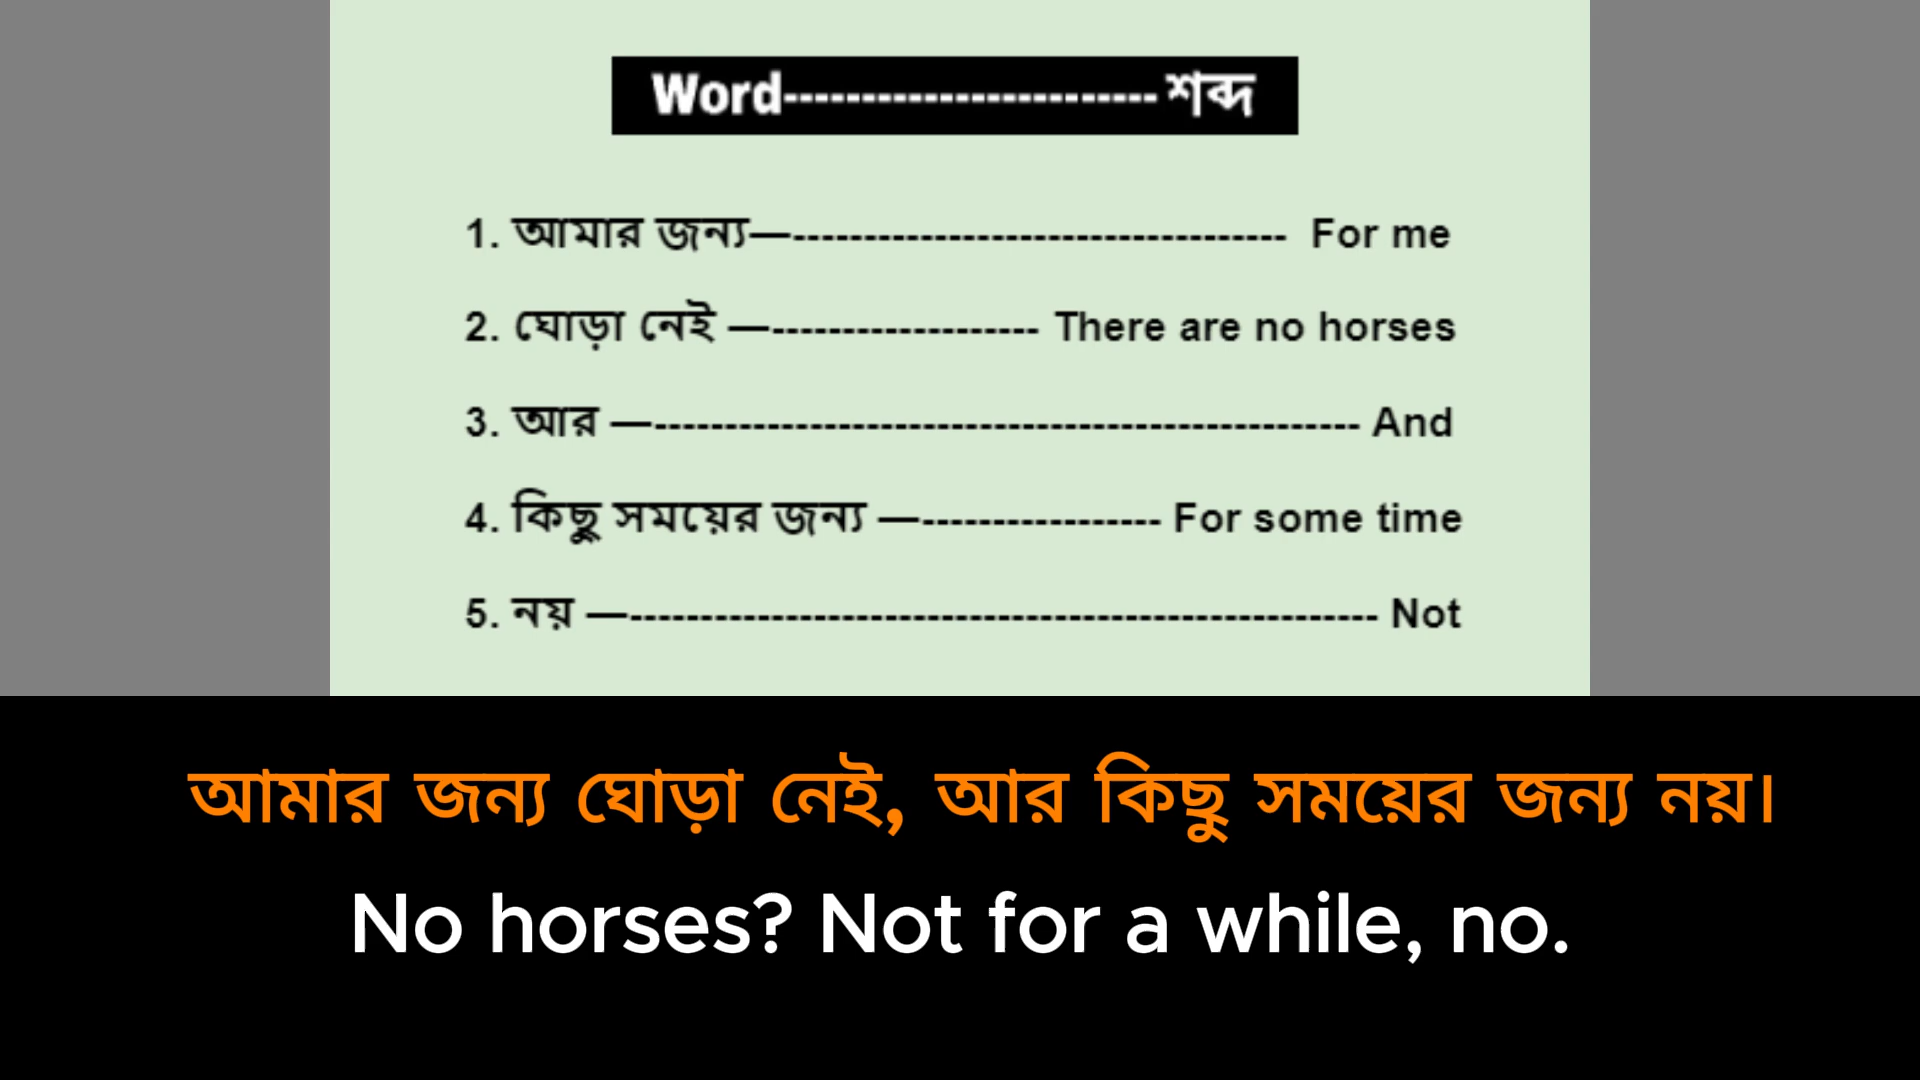 Word------------------------শব্দ
1. আমার জন্য—----------------------------------- For me
2. ঘোড়া নেই —------------------- There are no horses
3. আর —-------------------------------------------------- And
4. কিছু সময়ের জন্য —----------------- For some time
5. নয় —----------------------------------------------------- Not
আমার জন্য ঘোড়া নেই, আর কিছু সময়ের জন্য নয়।
No horses? Not for a while, no.